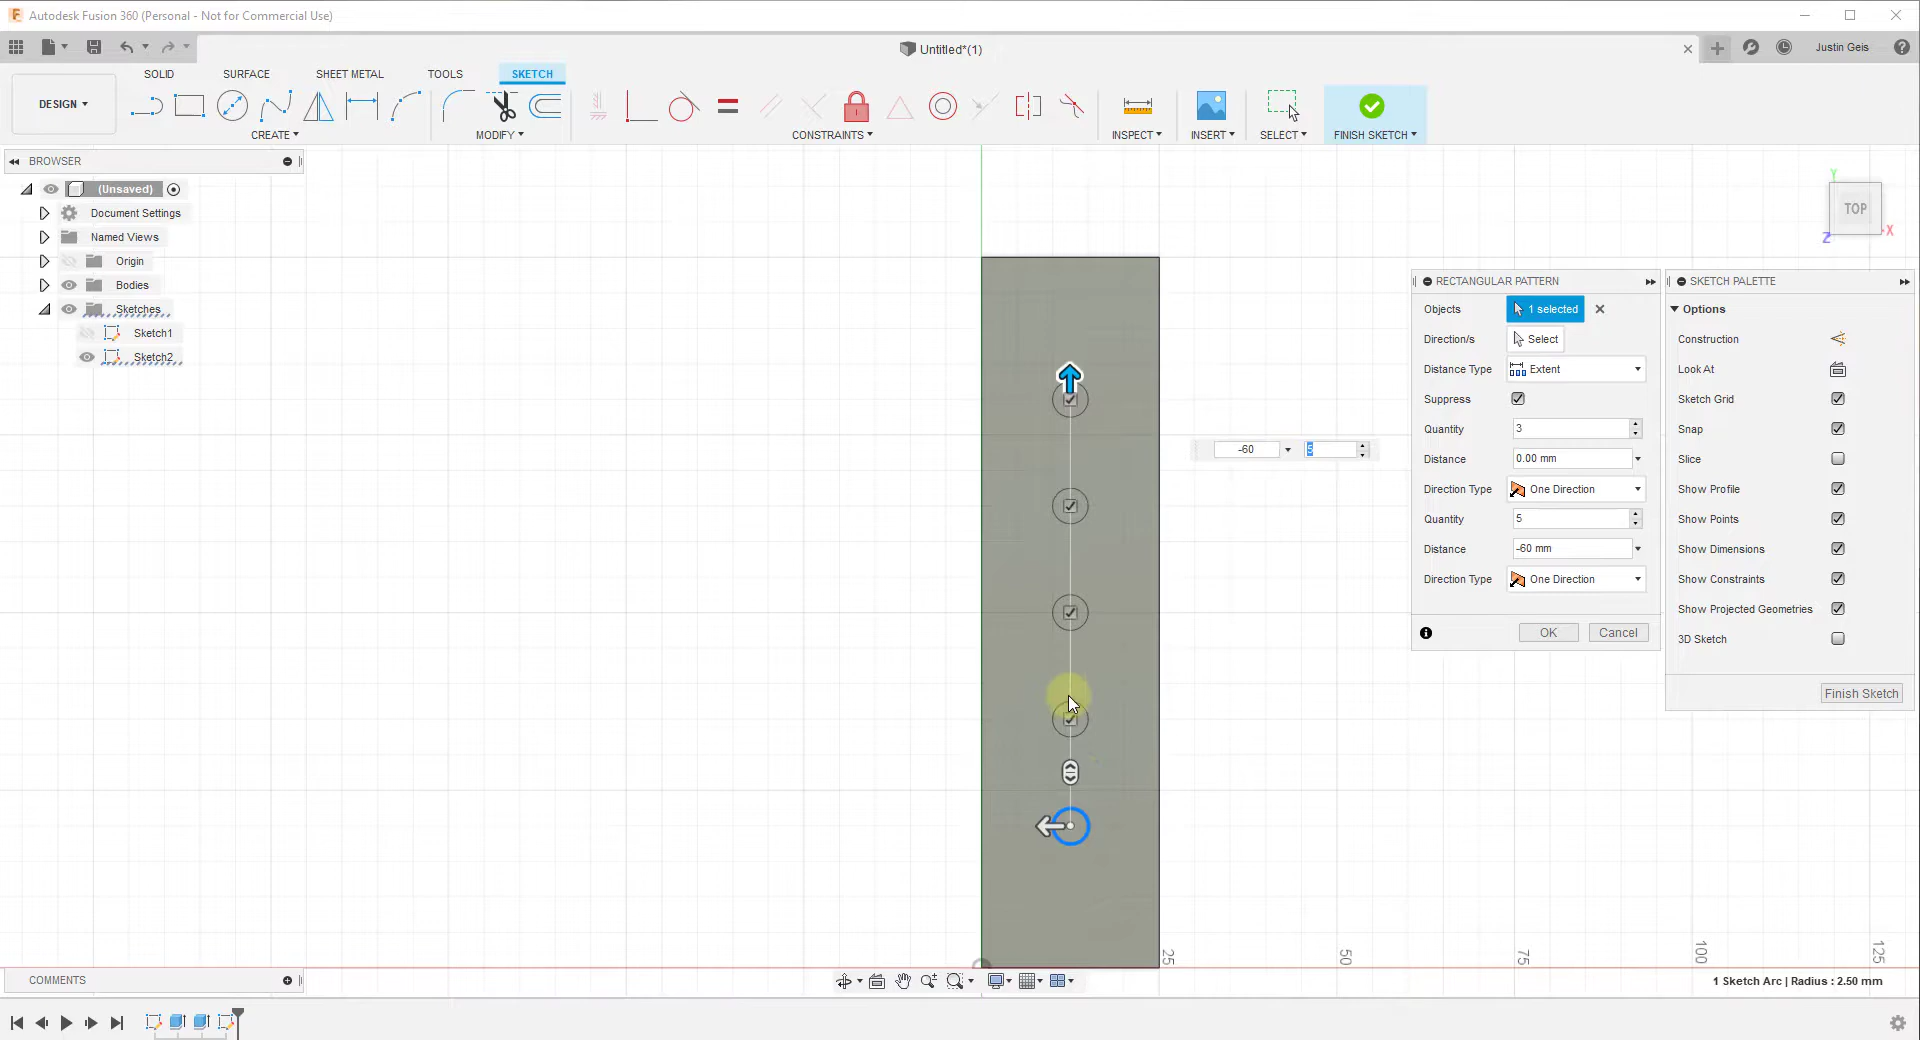 Autodesk Fusion 360 (Personal - Not for Commercial Use)
Untitled*(1)
Justin Geis
DESIGN
SOLID
SURFACE
SHEET METAL
TOOLS
SKETCH
CREATE
MODIFY
CONSTRAINTS
INSPECT
INSERT
SELECT
FINISH SKETCH
BROWSER
(Unsaved)
Document Settings
Named Views
Origin
Bodies
Sketches
Sketch1
Sketch2
Y
TOP
X
Z
-60
5
RECTANGULAR PATTERN
Objects
1 selected
Direction/s
Select
Distance Type
Extent
Suppress
Quantity
3
Distance
0.00 mm
Direction Type
One Direction
Quantity
5
Distance
-60 mm
Direction Type
One Direction
OK
Cancel
SKETCH PALETTE
Options
Construction
Look At
Sketch Grid
Snap
Slice
Show Profile
Show Points
Show Dimensions
Show Constraints
Show Projected Geometries
3D Sketch
Finish Sketch
25
50
75
100
125
COMMENTS
1 Sketch Arc | Radius : 2.50 mm